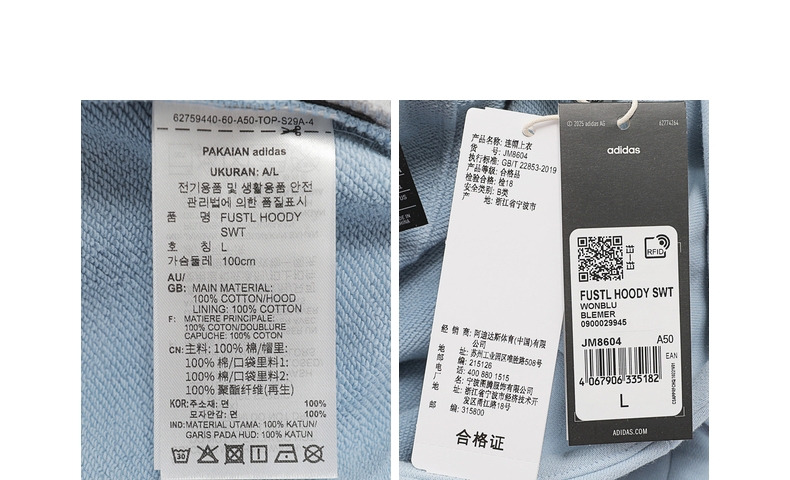 62759440-60-A50-TOP-S29A-4
PAKAIAN adidas
UKURAN: A/L
전기용품 및 생활용품 안전
관리법에 의한 품질표시
품 명 FUSTL HOODY
SWT
호 칭 L
가슴둘레 100cm
AU/
GB: MAIN MATERIAL:
100% COTTON/HOOD
LINING: 100% COTTON
F: MATIERE PRINCIPALE:
100% COTON/DOUBLURE
CAPUCHE: 100% COTON
CN:主料: 100% 棉/帽里:
100% 棉/口袋里料1:
100% 棉/口袋里料2:
100% 聚酯纤维(再生)
KOR:주소재: 면 100%
모자안감: 면 100%
IND:MATERIAL UTAMA: 100% KATUN/
GARIS PADA HUD: 100% KATUN
30
US
产品名称: 连帽上衣
货 号: JM8604
执行标准: GB/T 22853-2019
产品等级: 合格品
检验合格: 检18
安全类别: B类
产 地: 浙江省宁波市
经 销 商: 阿迪达斯体育(中国)有限
公司
地 址: 苏州工业园区唯胜路508号
邮 编: 215126
电 话: 400 880 1515
厂 名: 宁波甬腾服饰有限公司
地 址: 浙江省宁波市经济技术开
发区甬江路18号
邮 编: 315800
合格证
© 2025 adidas AG
62774264
adidas
RFID
FUSTL HOODY SWT
WONBLU
BLEMER
0900029945
JM8604 A50
EAN
4 067906 335182
L
ADIDAS.COM